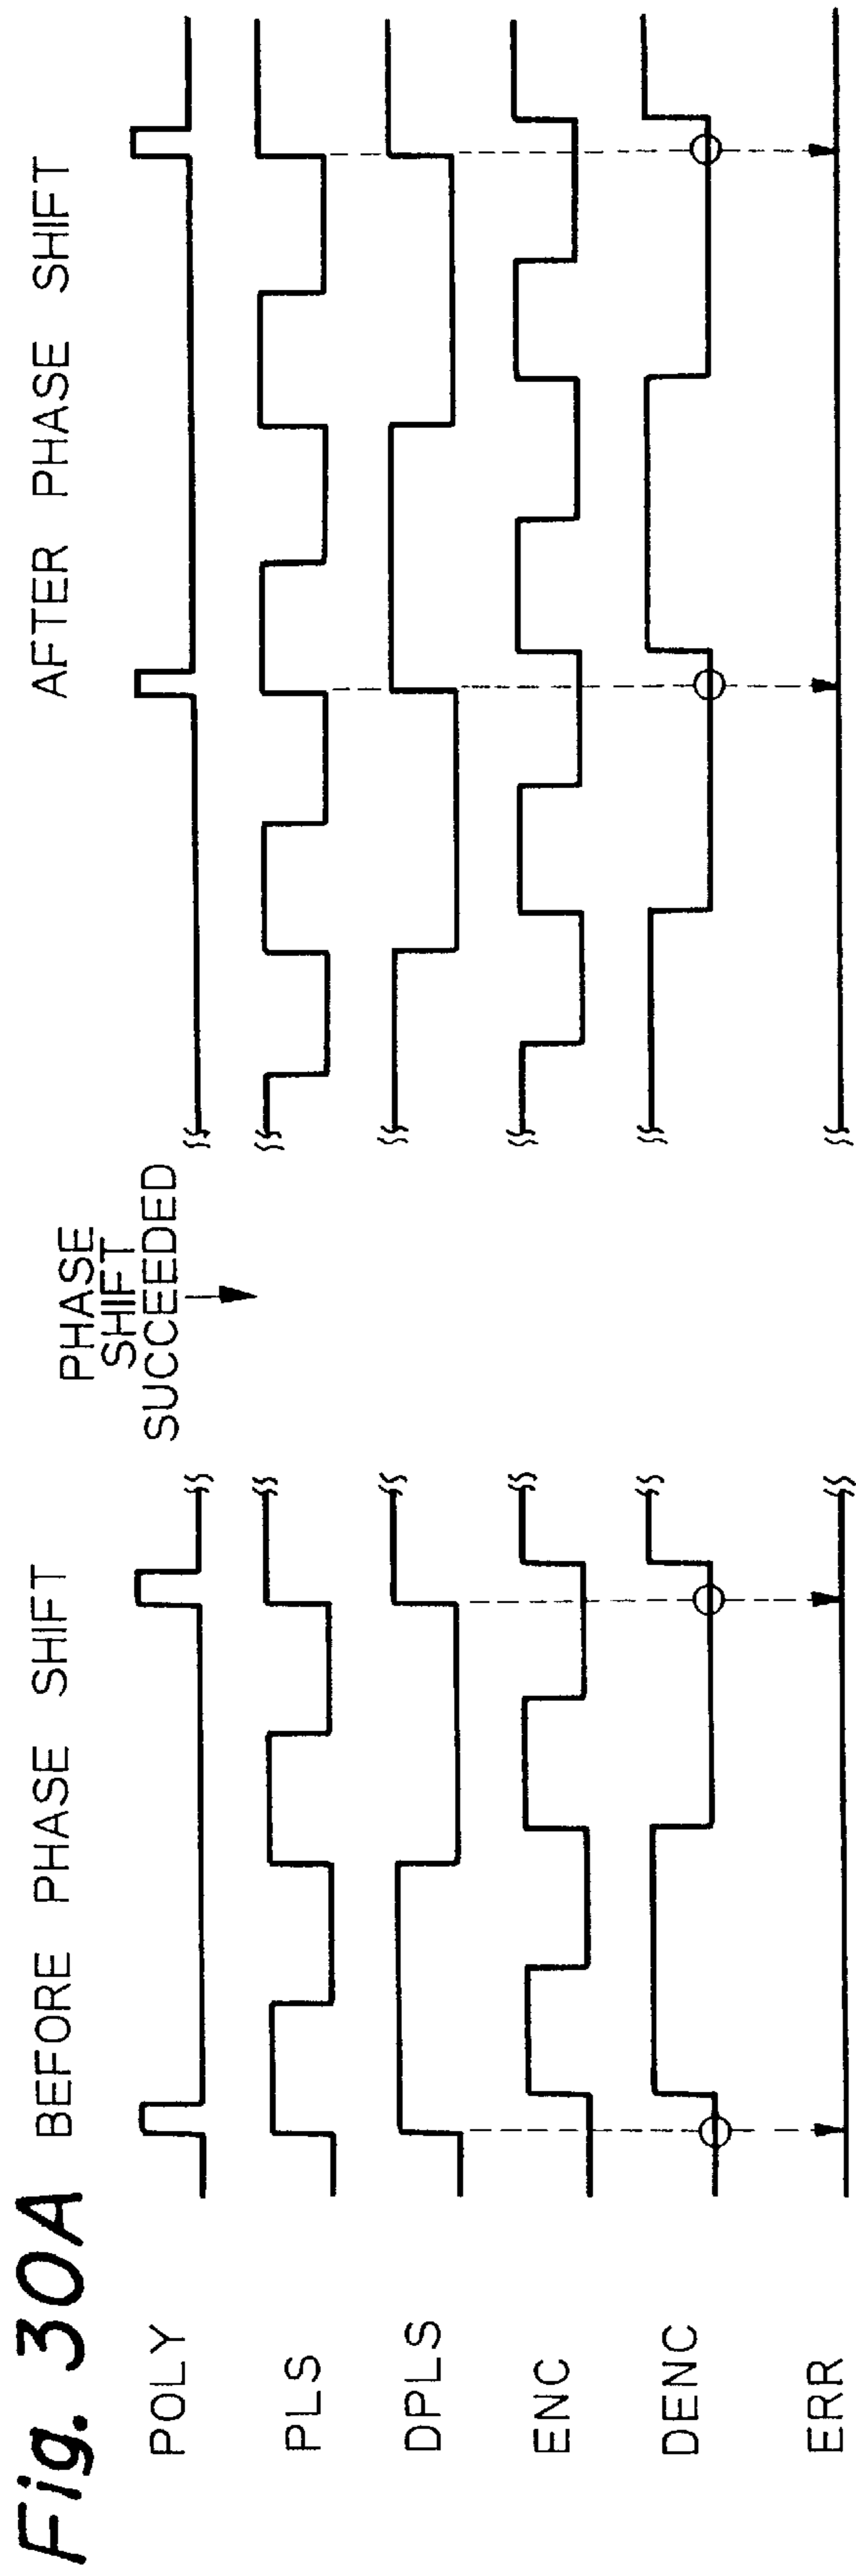 Fig. 30A
BEFORE PHASE SHIFT
PHASE
SHIFT
SUCCEEDED
AFTER PHASE SHIFT
POLY
PLS
DPLS
ENC
DENC
ERR